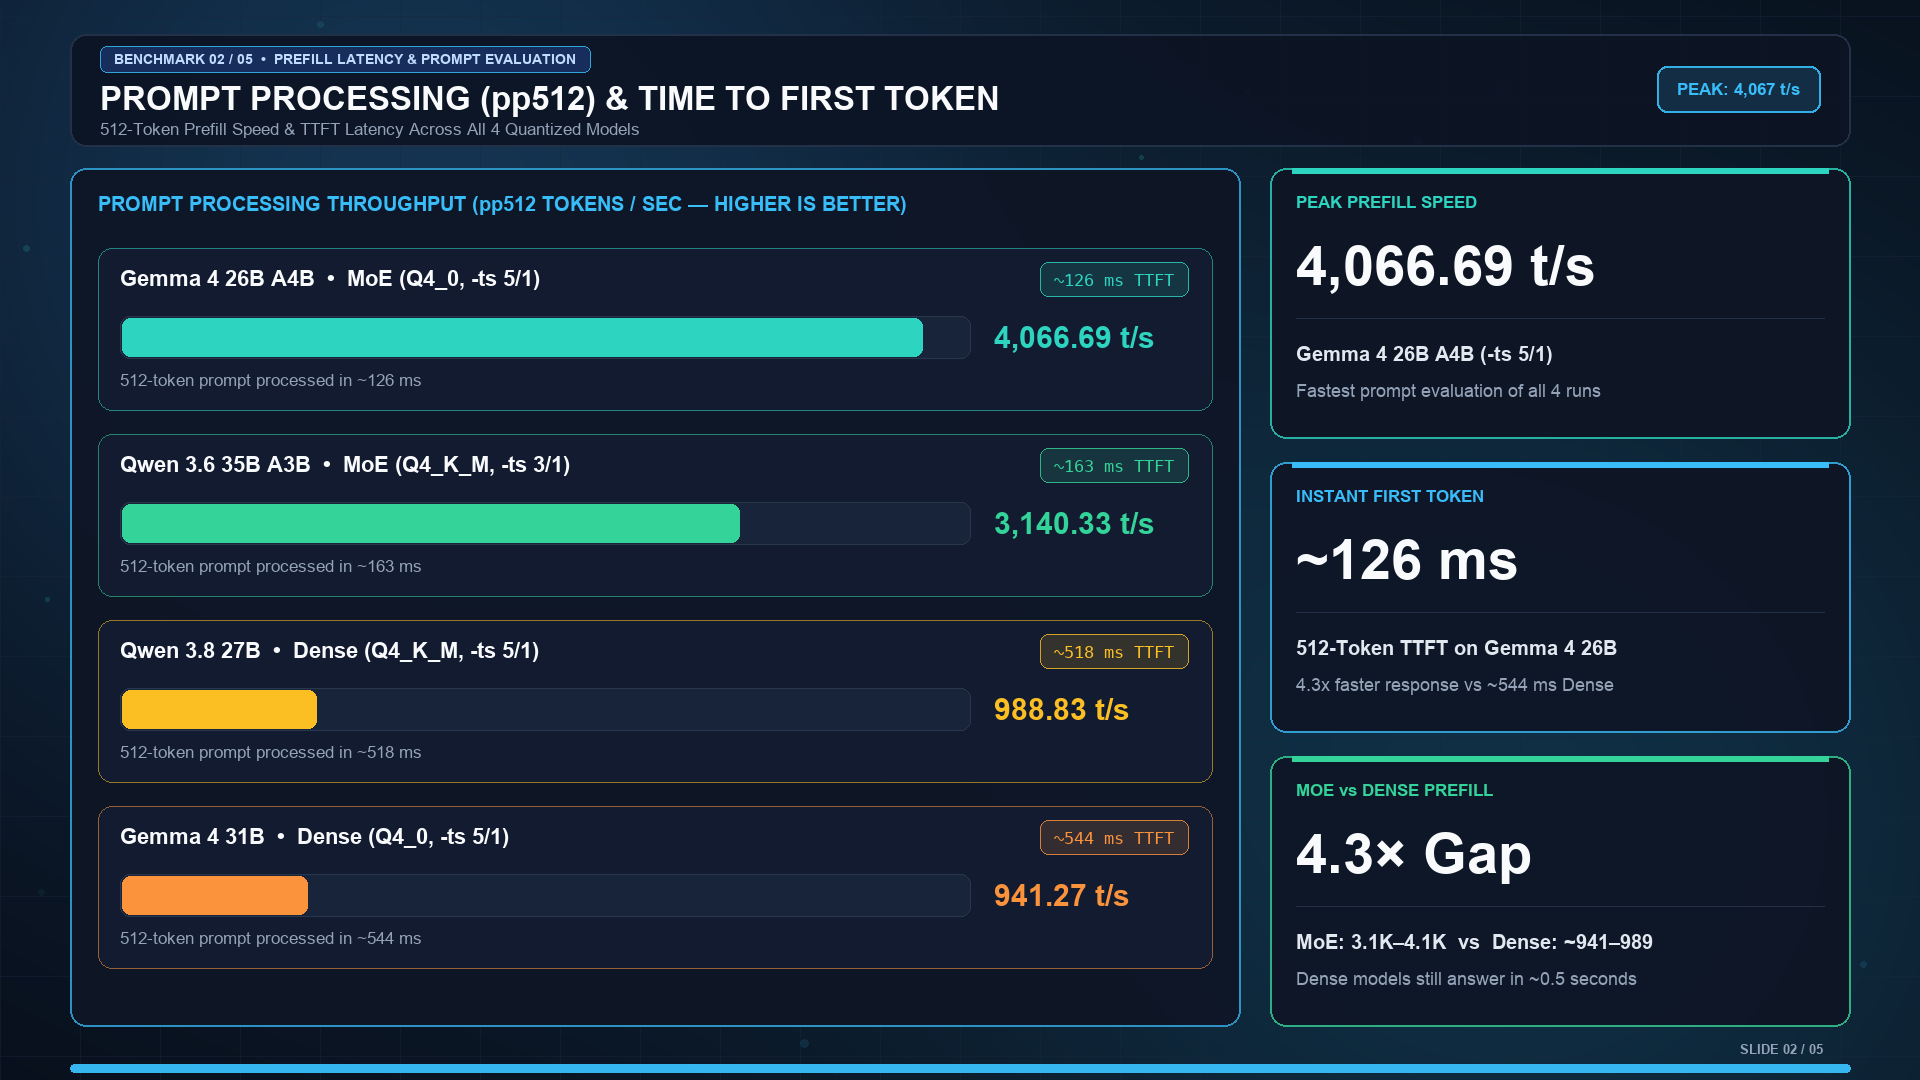 BENCHMARK 02 / 05 • PREFILL LATENCY & PROMPT EVALUATION
PROMPT PROCESSING (pp512) & TIME TO FIRST TOKEN
512-Token Prefill Speed & TTFT Latency Across All 4 Quantized Models
PEAK: 4,067 t/s
PROMPT PROCESSING THROUGHPUT (pp512 TOKENS / SEC — HIGHER IS BETTER)
Gemma 4 26B A4B • MoE (Q4_0, -ts 5/1)
~126 ms TTFT
4,066.69 t/s
512-token prompt processed in ~126 ms
Qwen 3.6 35B A3B • MoE (Q4_K_M, -ts 3/1)
~163 ms TTFT
3,140.33 t/s
512-token prompt processed in ~163 ms
Qwen 3.8 27B • Dense (Q4_K_M, -ts 5/1)
~518 ms TTFT
988.83 t/s
512-token prompt processed in ~518 ms
Gemma 4 31B • Dense (Q4_0, -ts 5/1)
~544 ms TTFT
941.27 t/s
512-token prompt processed in ~544 ms
PEAK PREFILL SPEED
4,066.69 t/s
Gemma 4 26B A4B (-ts 5/1)
Fastest prompt evaluation of all 4 runs
INSTANT FIRST TOKEN
~126 ms
512-Token TTFT on Gemma 4 26B
4.3x faster response vs ~544 ms Dense
MOE vs DENSE PREFILL
4.3× Gap
MoE: 3.1K–4.1K vs Dense: ~941–989
Dense models still answer in ~0.5 seconds
SLIDE 02 / 05